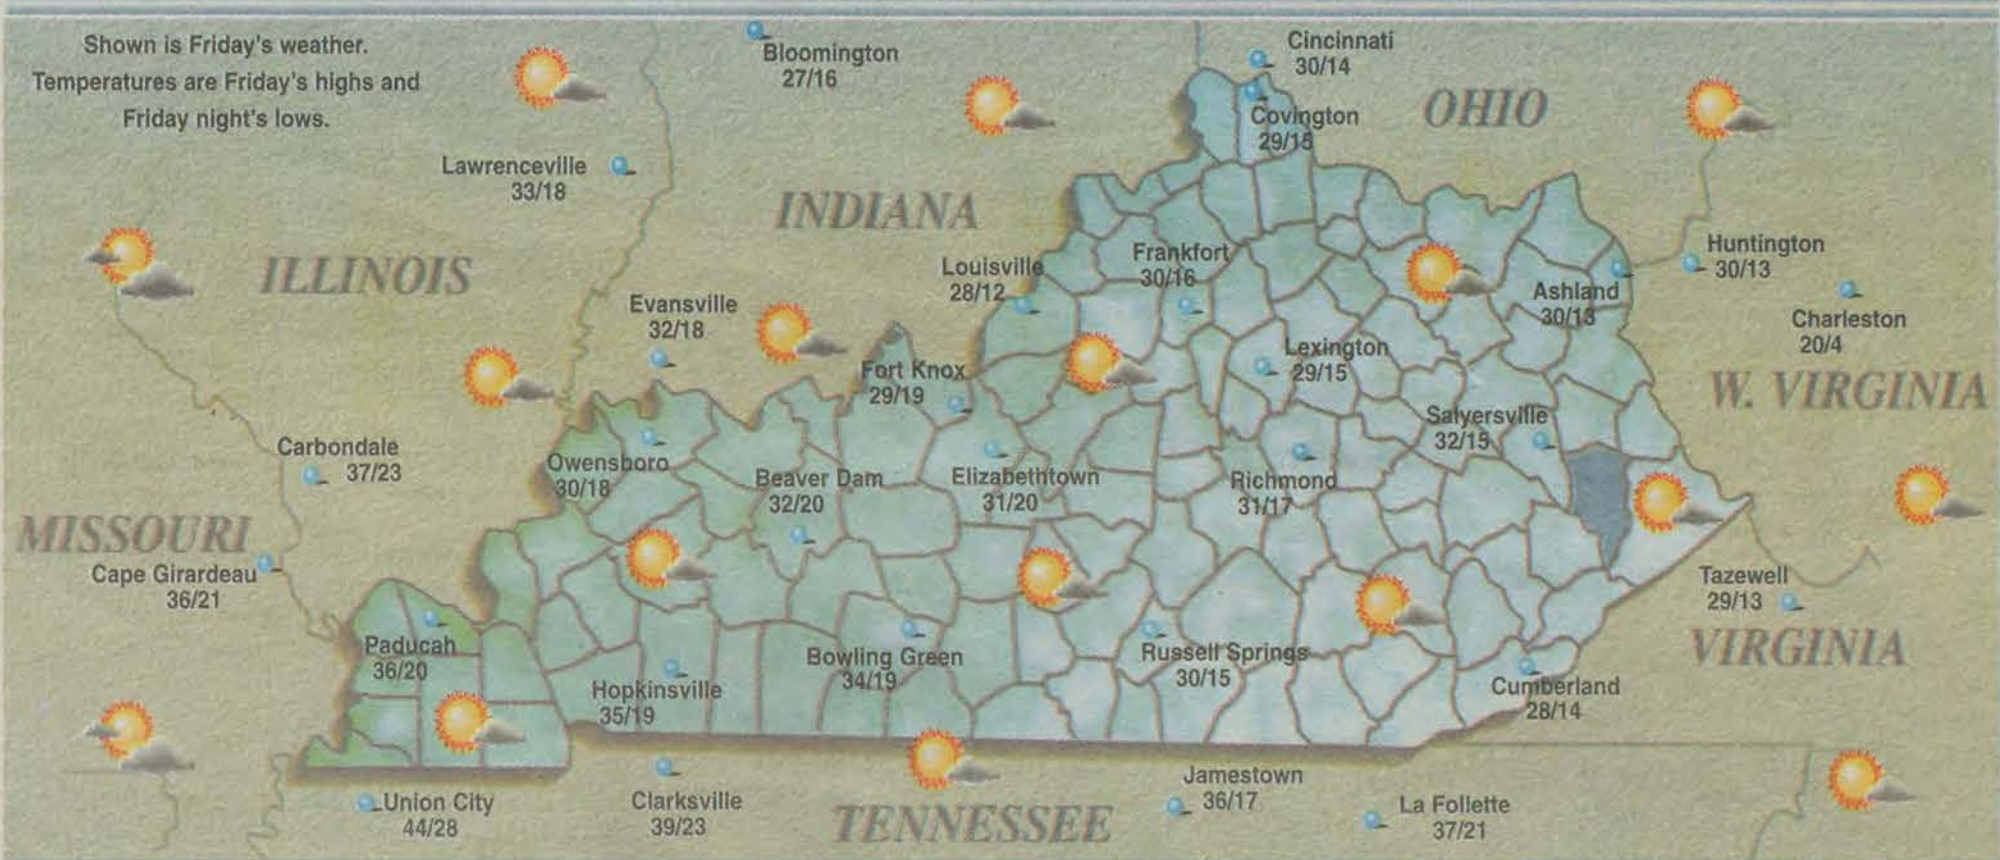 Shown is Friday's weather.
Temperatures are Friday's highs and
Friday night's lows.
Bloomington
27/16
Cincinnati
30/14
Covington
29/15
OHIO
Lawrenceville
33/18
INDIANA
ILLINOIS
Evansville
32/18
Louisville
28/12
Frankfort
30/16
Huntington
30/13
Ashland
30/13
Charleston
20/4
Fort Knox
29/19
Lexington
29/15
W. VIRGINIA
Carbondale
37/23
Owensboro
30/18
Beaver Dam
32/20
Elizabethtown
31/20
Richmond
31/17
Salyersville
32/15
MISSOURI
Cape Girardeau
36/21
Tazewell
29/13
Paducah
36/20
Bowling Green
34/19
Russell Springs
30/15
VIRGINIA
Hopkinsville
35/19
Cumberland
28/14
Union City
44/28
Clarksville
39/23
TENNESSEE
Jamestown
36/17
La Follette
37/21